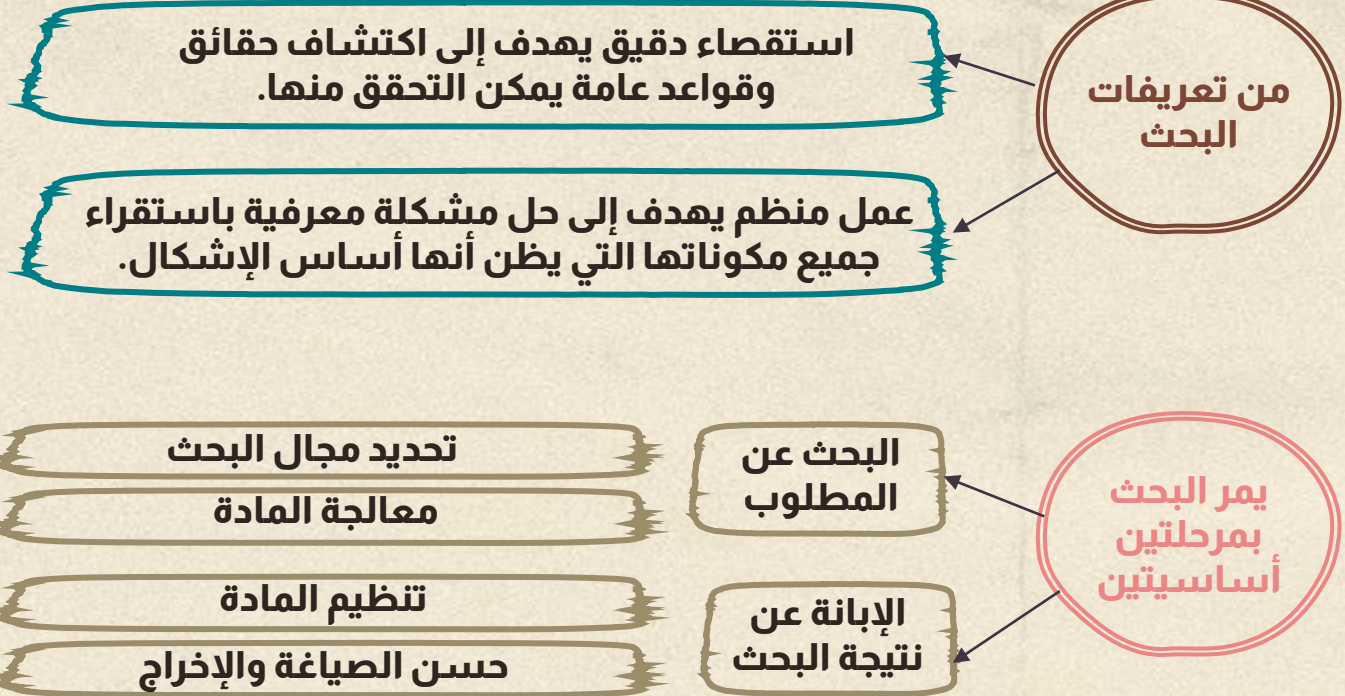 من تعريفات
البحث
استقصاء دقيق يهدف إلى اكتشاف حقائق
وقواعد عامة يمكن التحقق منها.
عمل منظم يهدف إلى حل مشكلة معرفية باستقراء
جميع مكوناتها التي يظن أنها أساس الإشكال.
يمر البحث
بمرحلتين
أساسيتين
البحث عن
المطلوب
تحديد مجال البحث
معالجة المادة
الإبانة عن
نتيجة البحث
تنظيم المادة
حسن الصياغة والإخراج